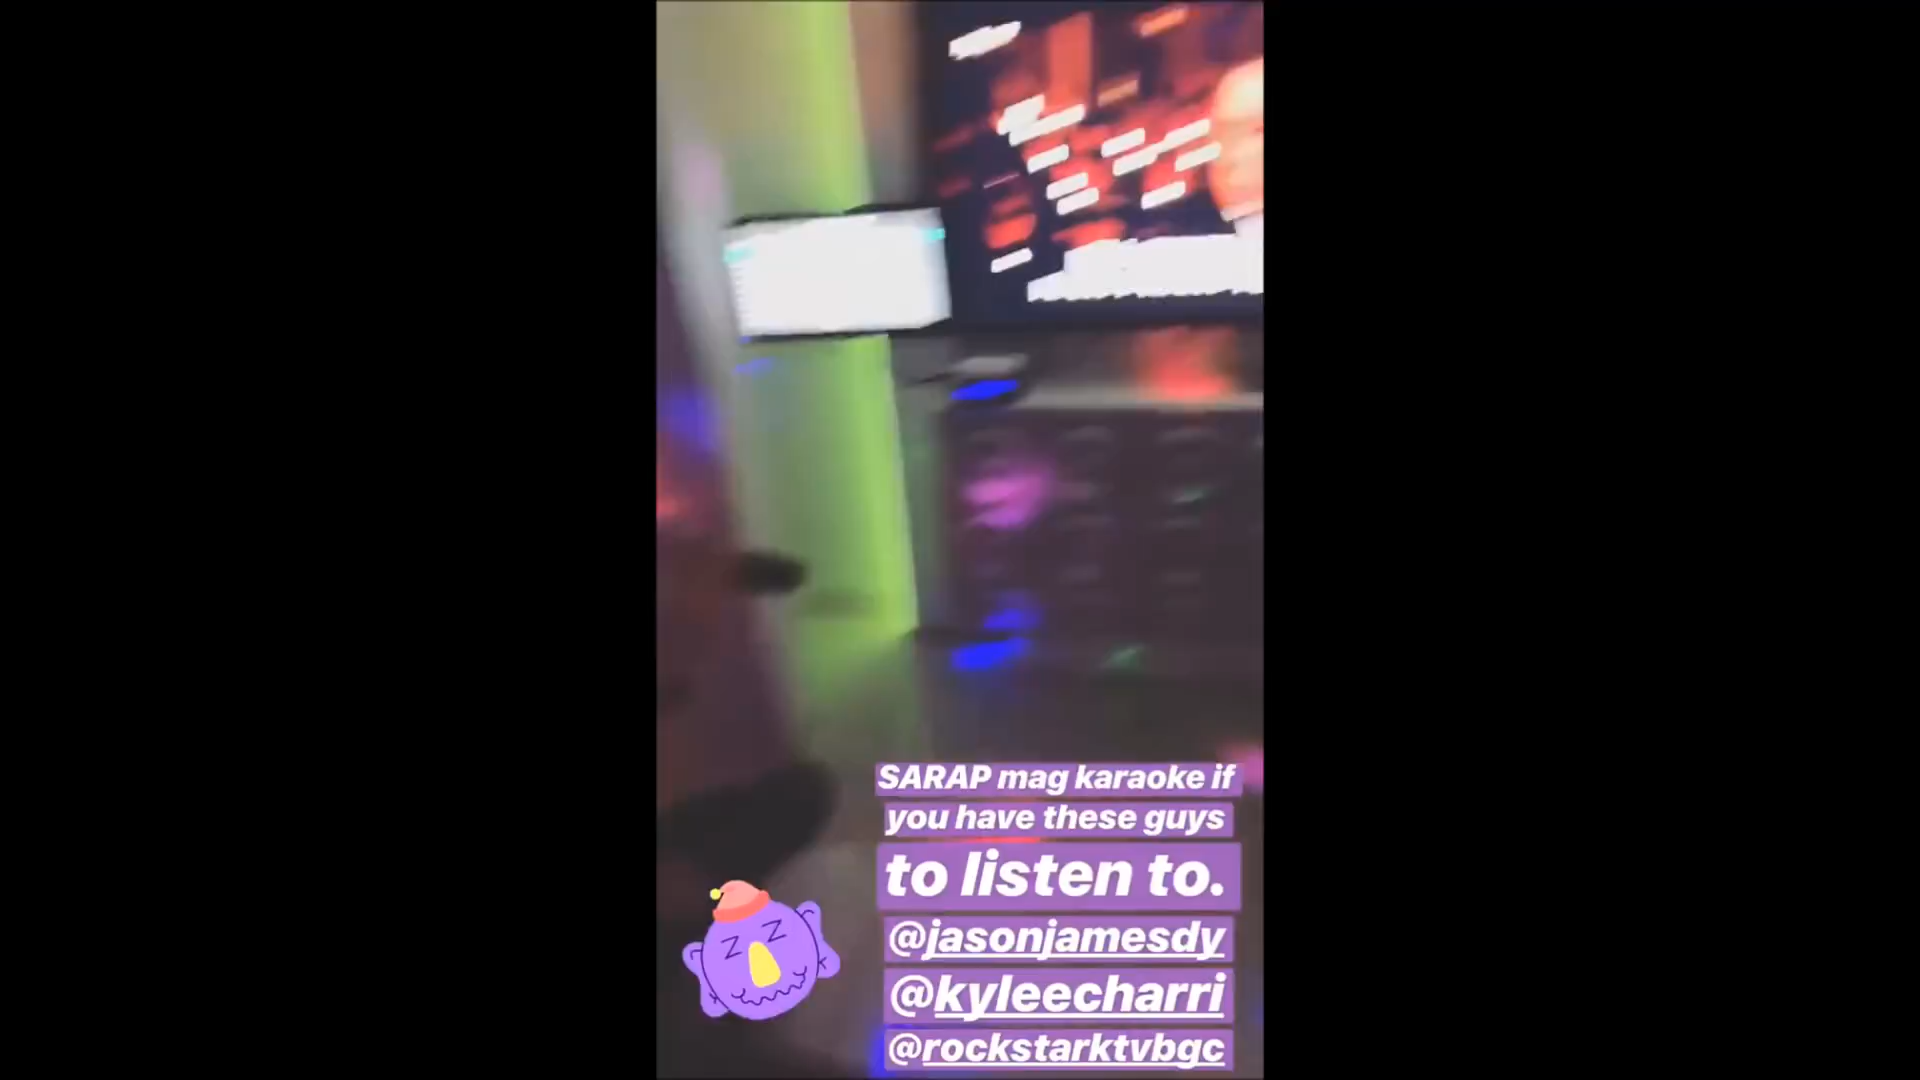 SARAP mag karaoke if
you have these guys
to listen to.
@jasonjamesdy
@kyleecharri
@rockstarktvbgc